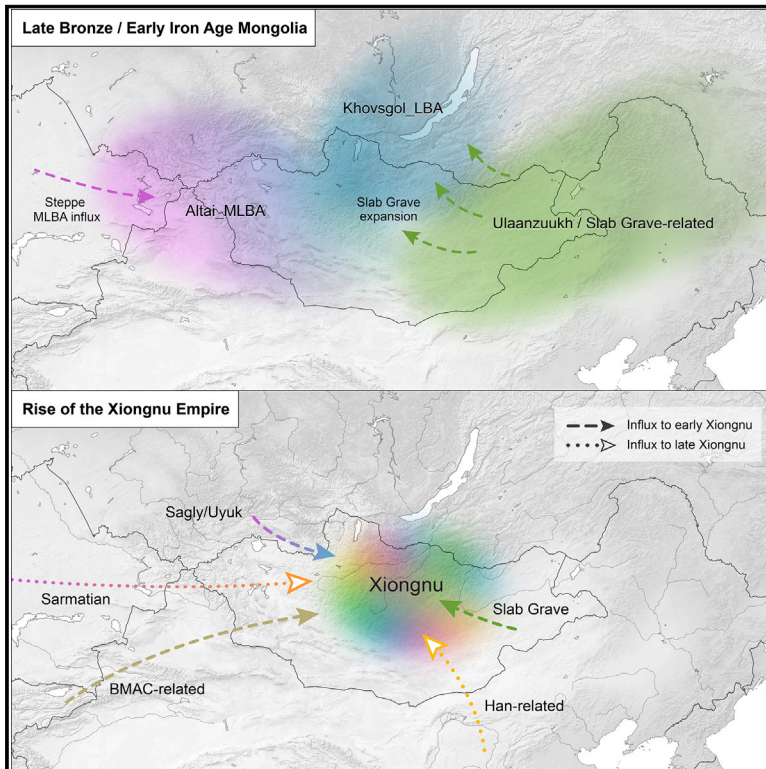 Late Bronze / Early Iron Age Mongolia
Khovsgol_LBA
Steppe
MLBA influx
Altai_MLBA
Slab Grave
expansion
Ulaanzuukh / Slab Grave-related
Rise of the Xiongnu Empire
Influx to early Xiongnu
Influx to late Xiongnu
Sagly/Uyuk
Xiongnu
Sarmatian
Slab Grave
BMAC-related
Han-related